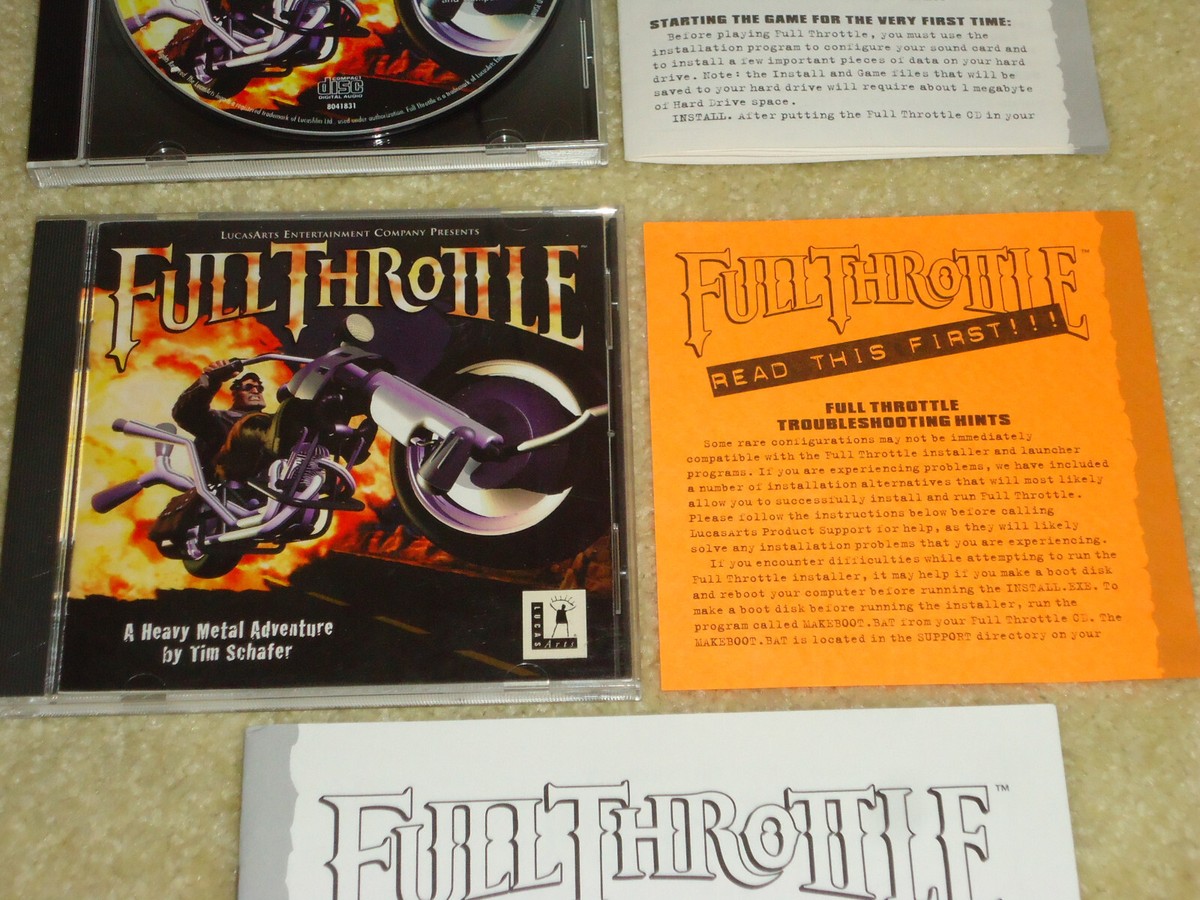 COMPACT
disc
DIGITAL AUDIO
8041831
STARTING THE GAME FOR THE VERY FIRST TIME:
Before playing Full Throttle, you must use the
installation program to configure your sound card and
to install a few important pieces of data on your hard
drive. Note: the Install and Game files that will be
saved to your hard drive will require about 1 megabyte
of Hard Drive space.
INSTALL. After putting the Full Throttle CD in your
LucasArts Entertainment Company Presents
FULL THROTTLE
A Heavy Metal Adventure
by Tim Schafer
LUCAS
Arts
FULL THROTTLE™
READ THIS FIRST!!!
FULL THROTTLE
TROUBLESHOOTING HINTS
Some rare configurations may not be immediately
compatible with the Full Throttle installer and launcher
programs. If you are experiencing problems, we have included
a number of installation alternatives that will most likely
allow you to successfully install and run Full Throttle.
Please follow the instructions below before calling
LucasArts Product Support for help, as they will likely
solve any installation problems that you are experiencing.
If you encounter difficulties while attempting to run the
Full Throttle installer, it may help if you make a boot disk
and reboot your computer before running the INSTALL.EXE. To
make a boot disk before running the installer, run the
program called MAKEBOOT.BAT from your Full Throttle CD. The
MAKEBOOT.BAT is located in the SUPPORT directory on your
FULL THROTTLE™